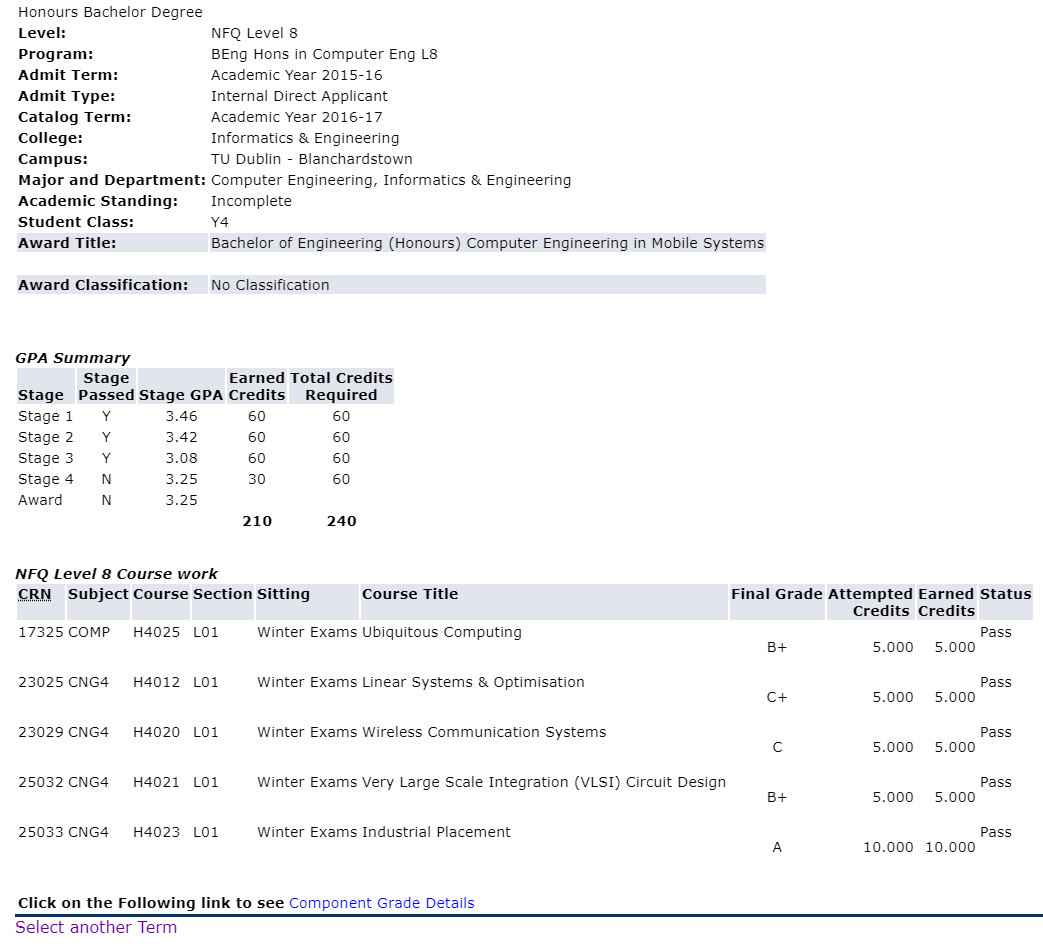 Honours Bachelor Degree
Level: NFQ Level 8
Program: BEng Hons in Computer Eng L8
Admit Term: Academic Year 2015-16
Admit Type: Internal Direct Applicant
Catalog Term: Academic Year 2016-17
College: Informatics & Engineering
Campus: TU Dublin - Blanchardstown
Major and Department: Computer Engineering, Informatics & Engineering
Academic Standing: Incomplete
Student Class: Y4
Award Title: Bachelor of Engineering (Honours) Computer Engineering in Mobile Systems
Award Classification: No Classification
GPA Summary
Stage Stage Passed Stage GPA Earned Credits Total Credits Required
Stage 1 Y 3.46 60 60
Stage 2 Y 3.42 60 60
Stage 3 Y 3.08 60 60
Stage 4 N 3.25 30 60
Award N 3.25
210 240
NFQ Level 8 Course work
CRN Subject Course Section Sitting Course Title Final Grade Attempted Credits Earned Credits Status
17325 COMP H4025 L01 Winter Exams Ubiquitous Computing B+ 5.000 5.000 Pass
23025 CNG4 H4012 L01 Winter Exams Linear Systems & Optimisation C+ 5.000 5.000 Pass
23029 CNG4 H4020 L01 Winter Exams Wireless Communication Systems C 5.000 5.000 Pass
25032 CNG4 H4021 L01 Winter Exams Very Large Scale Integration (VLSI) Circuit Design B+ 5.000 5.000 Pass
25033 CNG4 H4023 L01 Winter Exams Industrial Placement A 10.000 10.000 Pass
Click on the Following link to see Component Grade Details
Select another Term